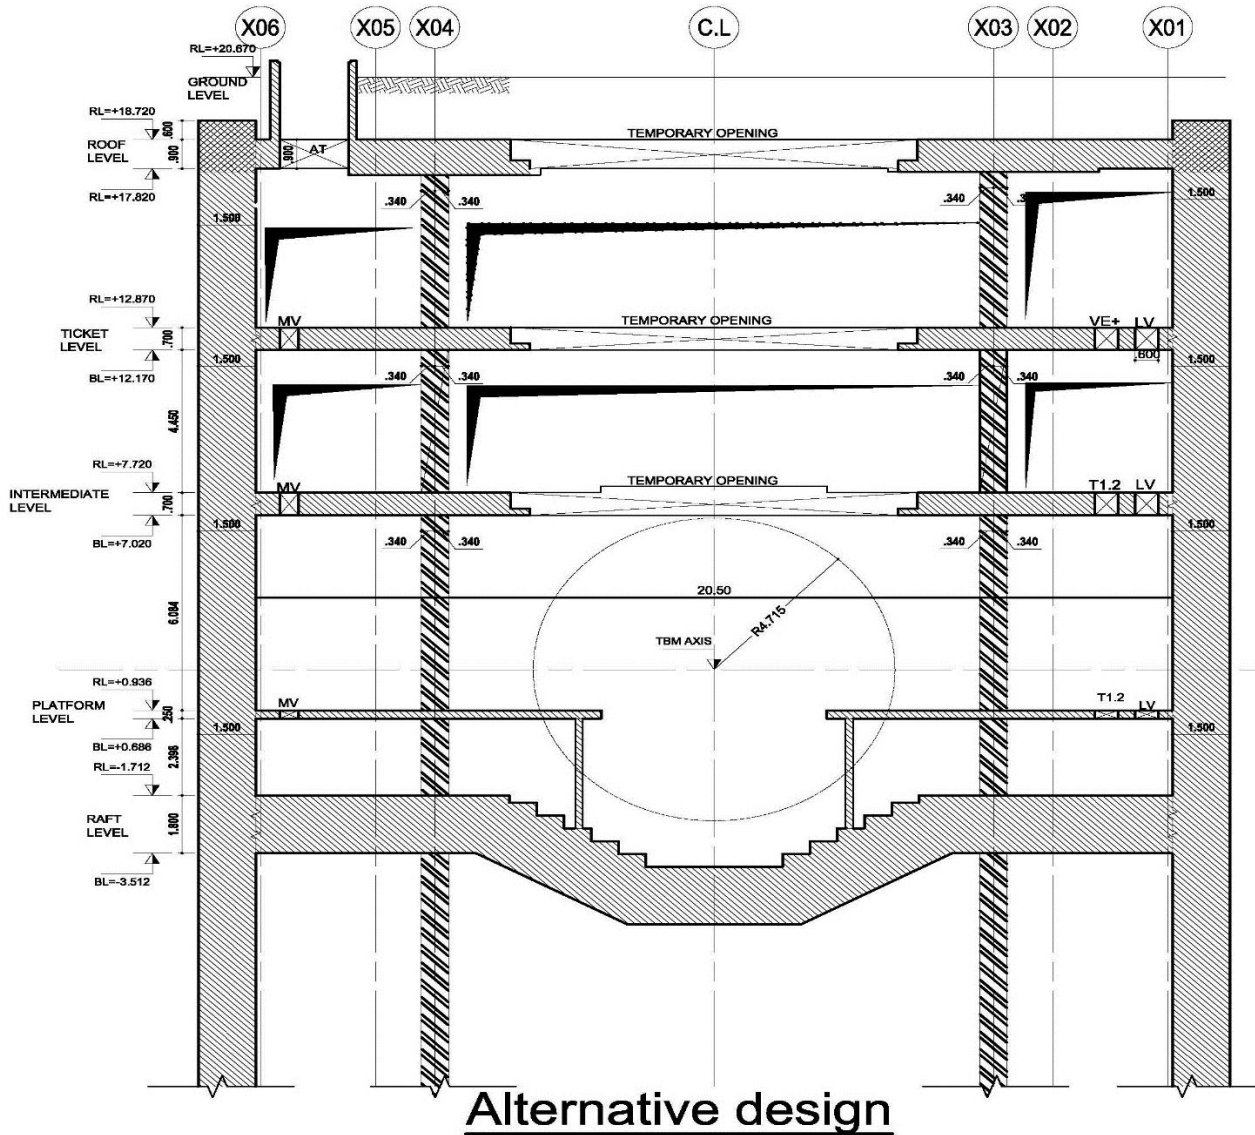 X06 X05 X04 C.L X03 X02 X01
RL=+20.670
GROUND
LEVEL
RL=+18.720
.600
TEMPORARY OPENING
ROOF
LEVEL
.900
.900
AT
RL=+17.820
.340 .340 .340
1.500
1.500
RL=+12.870
MV TEMPORARY OPENING VE+ LV
TICKET
LEVEL
.700
1.500 .600 1.500
BL=+12.170
.340 .340 .340 .340
4.450
RL=+7.720
TEMPORARY OPENING
MV T1.2 LV
INTERMEDIATE
LEVEL
.700
1.500 1.500
BL=+7.020
.340 .340 .340 .340
20.50
6.084
R4.715
TBM AXIS
RL=+0.936
MV T1.2 LV
PLATFORM
LEVEL
.250
1.500 1.500
BL=+0.686
2.398
RL=-1.712
RAFT
LEVEL
1.800
BL=-3.512
Alternative design